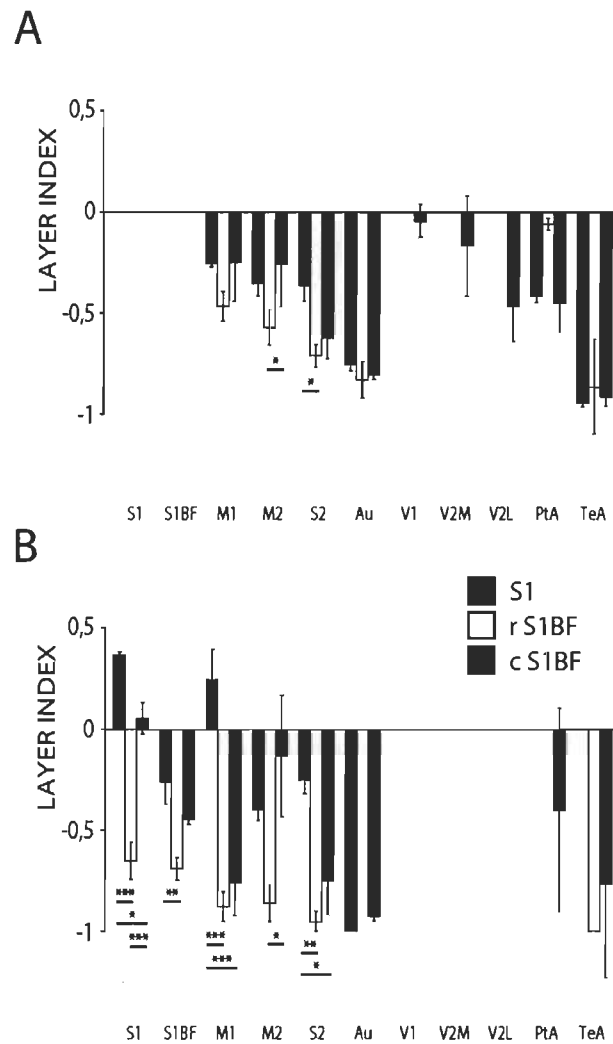 A
LAYER INDEX
0,5
0
-0,5
-1
*
*
S1 S1BF M1 M2 S2 Au V1 V2M V2L PtA TeA
B
S1
r S1BF
c S1BF
LAYER INDEX
0,5
0
-0,5
-1
*** **
*
***
*** * **
*** *
S1 S1BF M1 M2 S2 Au V1 V2M V2L PtA TeA